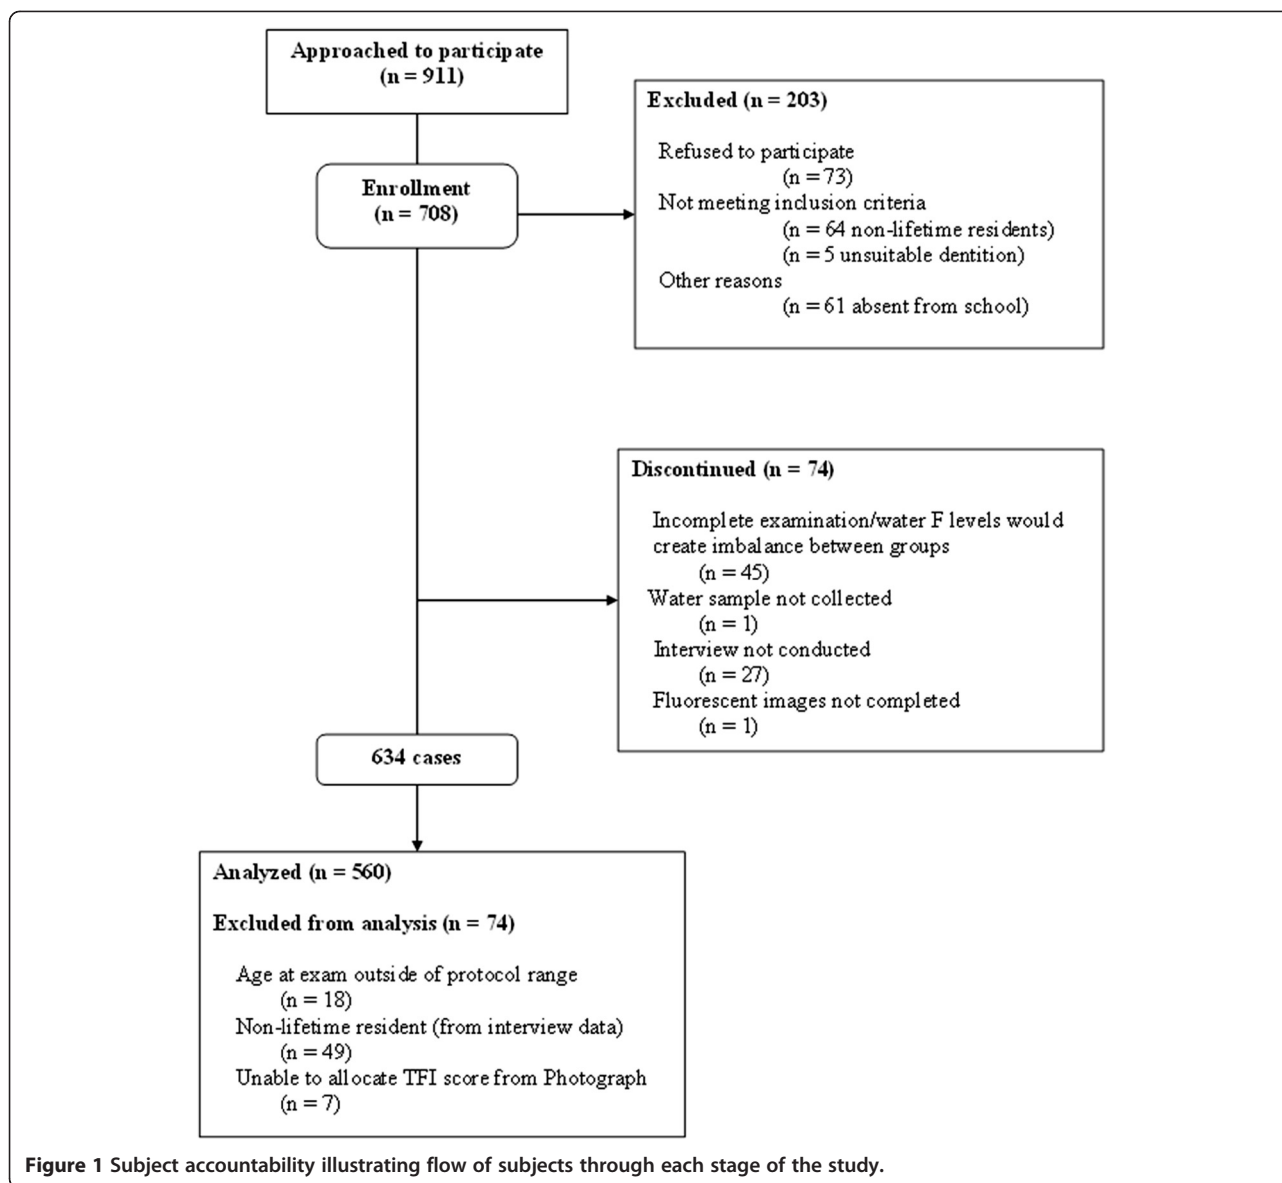 Approached to participate
(n = 911)
Excluded (n = 203)
Refused to participate
(n = 73)
Not meeting inclusion criteria
(n = 64 non-lifetime residents)
(n = 5 unsuitable dentition)
Other reasons
(n = 61 absent from school)
Enrollment
(n = 708)
Discontinued (n = 74)
Incomplete examination/water F levels would
create imbalance between groups
(n = 45)
Water sample not collected
(n = 1)
Interview not conducted
(n = 27)
Fluorescent images not completed
(n = 1)
634 cases
Analyzed (n = 560)
Excluded from analysis (n = 74)
Age at exam outside of protocol range
(n = 18)
Non-lifetime resident (from interview data)
(n = 49)
Unable to allocate TFI score from Photograph
(n = 7)
Figure 1 Subject accountability illustrating flow of subjects through each stage of the study.